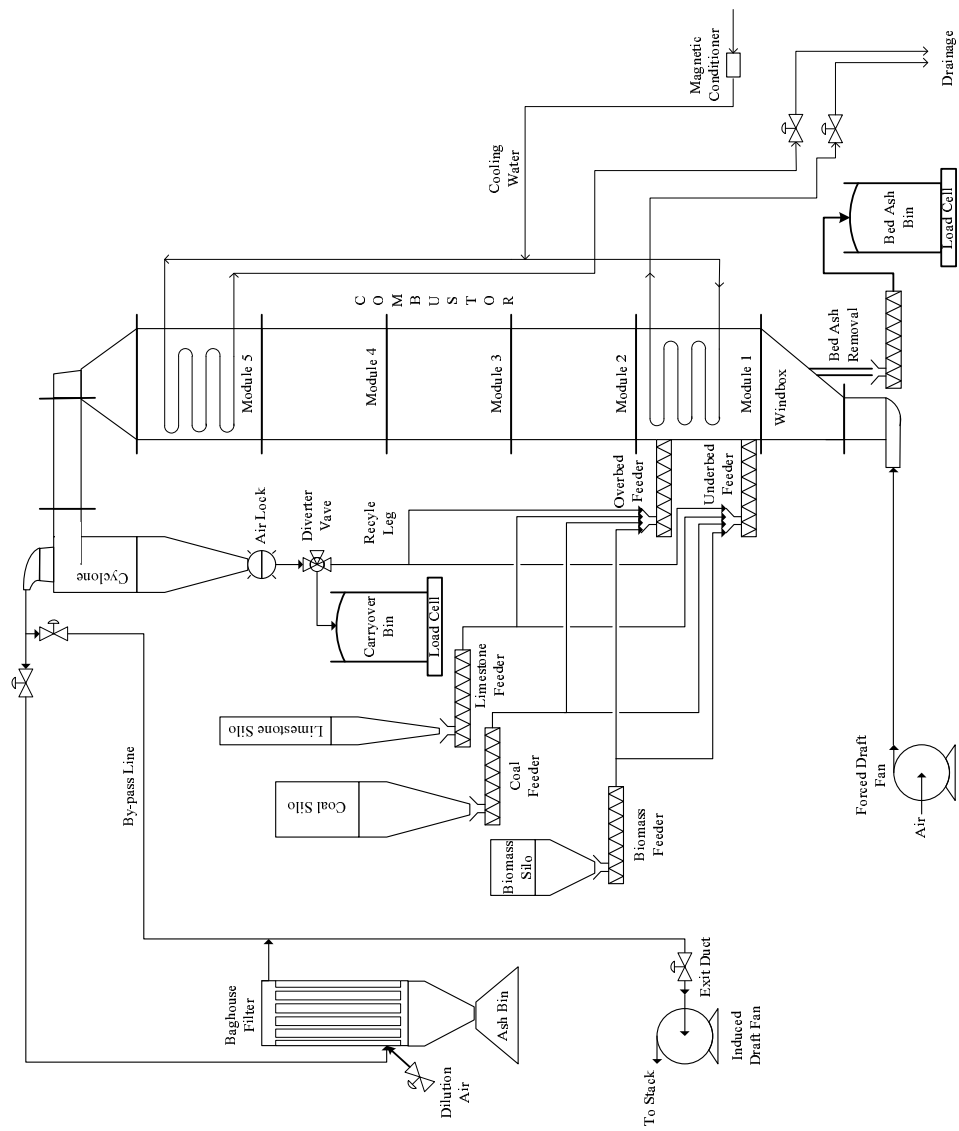 Magnetic
Conditioner
Drainage
Cooling
Water
Bed Ash
Bin
Load Cell
C O M B U S T O R
Module 5
Module 4
Module 3
Module 2
Module 1
Windbox
Bed Ash
Removal
Cyclone
Air Lock
Diverter
Vave
Recyle
Leg
Overbed
Feeder
Underbed
Feeder
Carryover
Bin
Load Cell
Limestone Silo
Limestone
Feeder
Coal Silo
Coal
Feeder
Biomass
Silo
Biomass
Feeder
Forced Draft
Fan
Air
By-pass Line
Baghouse
Filter
Ash Bin
Dilution
Air
Exit Duct
Induced
Draft Fan
To Stack